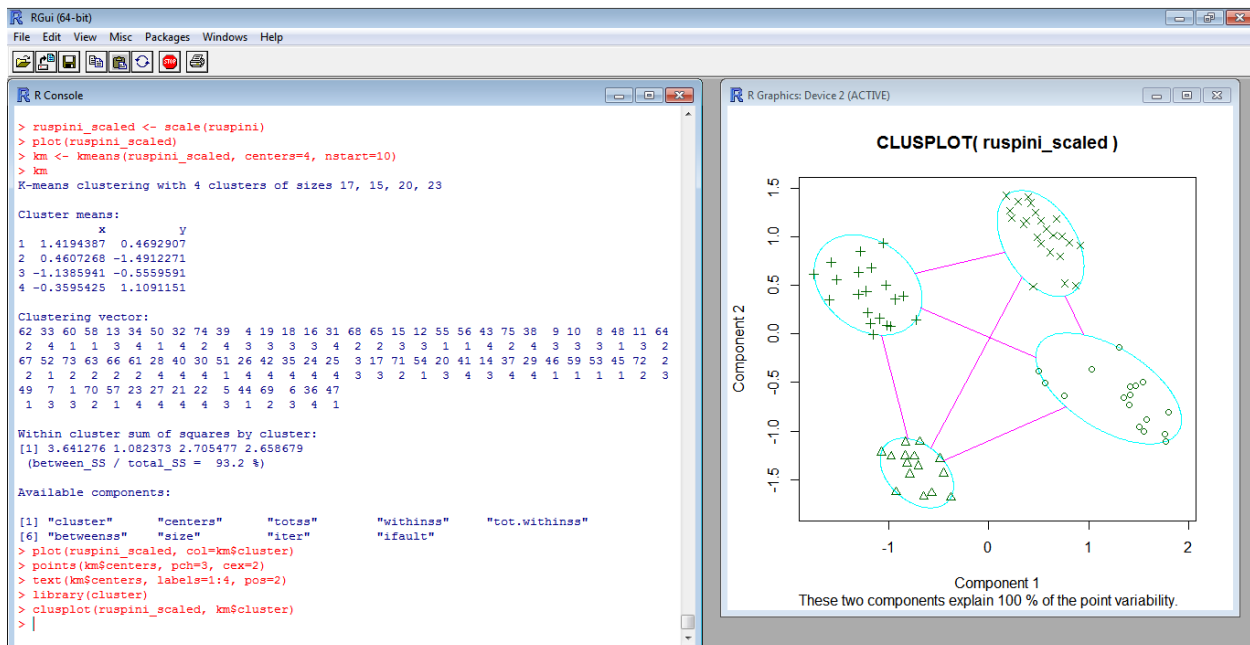 RGui (64-bit)
File Edit View Misc Packages Windows Help
STOP
R Console
> ruspini_scaled <- scale(ruspini)
> plot(ruspini_scaled)
> km <- kmeans(ruspini_scaled, centers=4, nstart=10)
> km
K-means clustering with 4 clusters of sizes 17, 15, 20, 23
Cluster means:
x y
1 1.4194387 0.4692907
2 0.4607268 -1.4912271
3 -1.1385941 -0.5559591
4 -0.3595425 1.1091151
Clustering vector:
62 33 60 58 13 34 50 32 74 39 4 19 18 16 31 68 65 15 12 55 56 43 75 38 9 10 8 48 11 64
2 4 1 1 3 4 1 4 2 4 3 3 3 3 4 2 2 3 3 1 1 4 2 4 3 3 3 1 3 2
67 52 73 63 66 61 28 40 30 51 26 42 35 24 25 3 17 71 54 20 41 14 37 29 46 59 53 45 72 2
2 1 2 2 2 2 4 4 4 1 4 4 4 4 4 3 3 2 1 3 4 3 4 4 1 1 1 1 2 3
49 7 1 70 57 23 27 21 22 5 44 69 6 36 47
1 3 3 2 1 4 4 4 4 3 1 2 3 4 1
Within cluster sum of squares by cluster:
[1] 3.641276 1.082373 2.705477 2.658679
(between_SS / total_SS = 93.2 %)
Available components:
[1] "cluster" "centers" "totss" "withinss" "tot.withinss"
[6] "betweenss" "size" "iter" "ifault"
> plot(ruspini_scaled, col=km$cluster)
> points(km$centers, pch=3, cex=2)
> text(km$centers, labels=1:4, pos=2)
> library(cluster)
> clusplot(ruspini_scaled, km$cluster)
>
R Graphics: Device 2 (ACTIVE)
CLUSPLOT( ruspini_scaled )
Component 2
1.5
1.0
0.5
0.0
-0.5
-1.0
-1.5
-1 0 1 2
Component 1
These two components explain 100 % of the point variability.